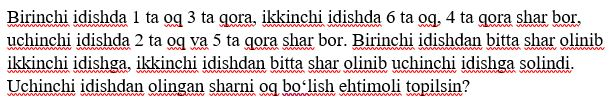 Birinchi idishda 1 ta oq 3 ta qora, ikkinchi idishda 6 ta oq, 4 ta qora shar bor,
uchinchi idishda 2 ta oq va 5 ta qora shar bor. Birinchi idishdan bitta shar olinib
ikkinchi idishga, ikkinchi idishdan bitta shar olinib uchinchi idishga solindi.
Uchinchi idishdan olingan sharni oq bo‘lish ehtimoli topilsin?